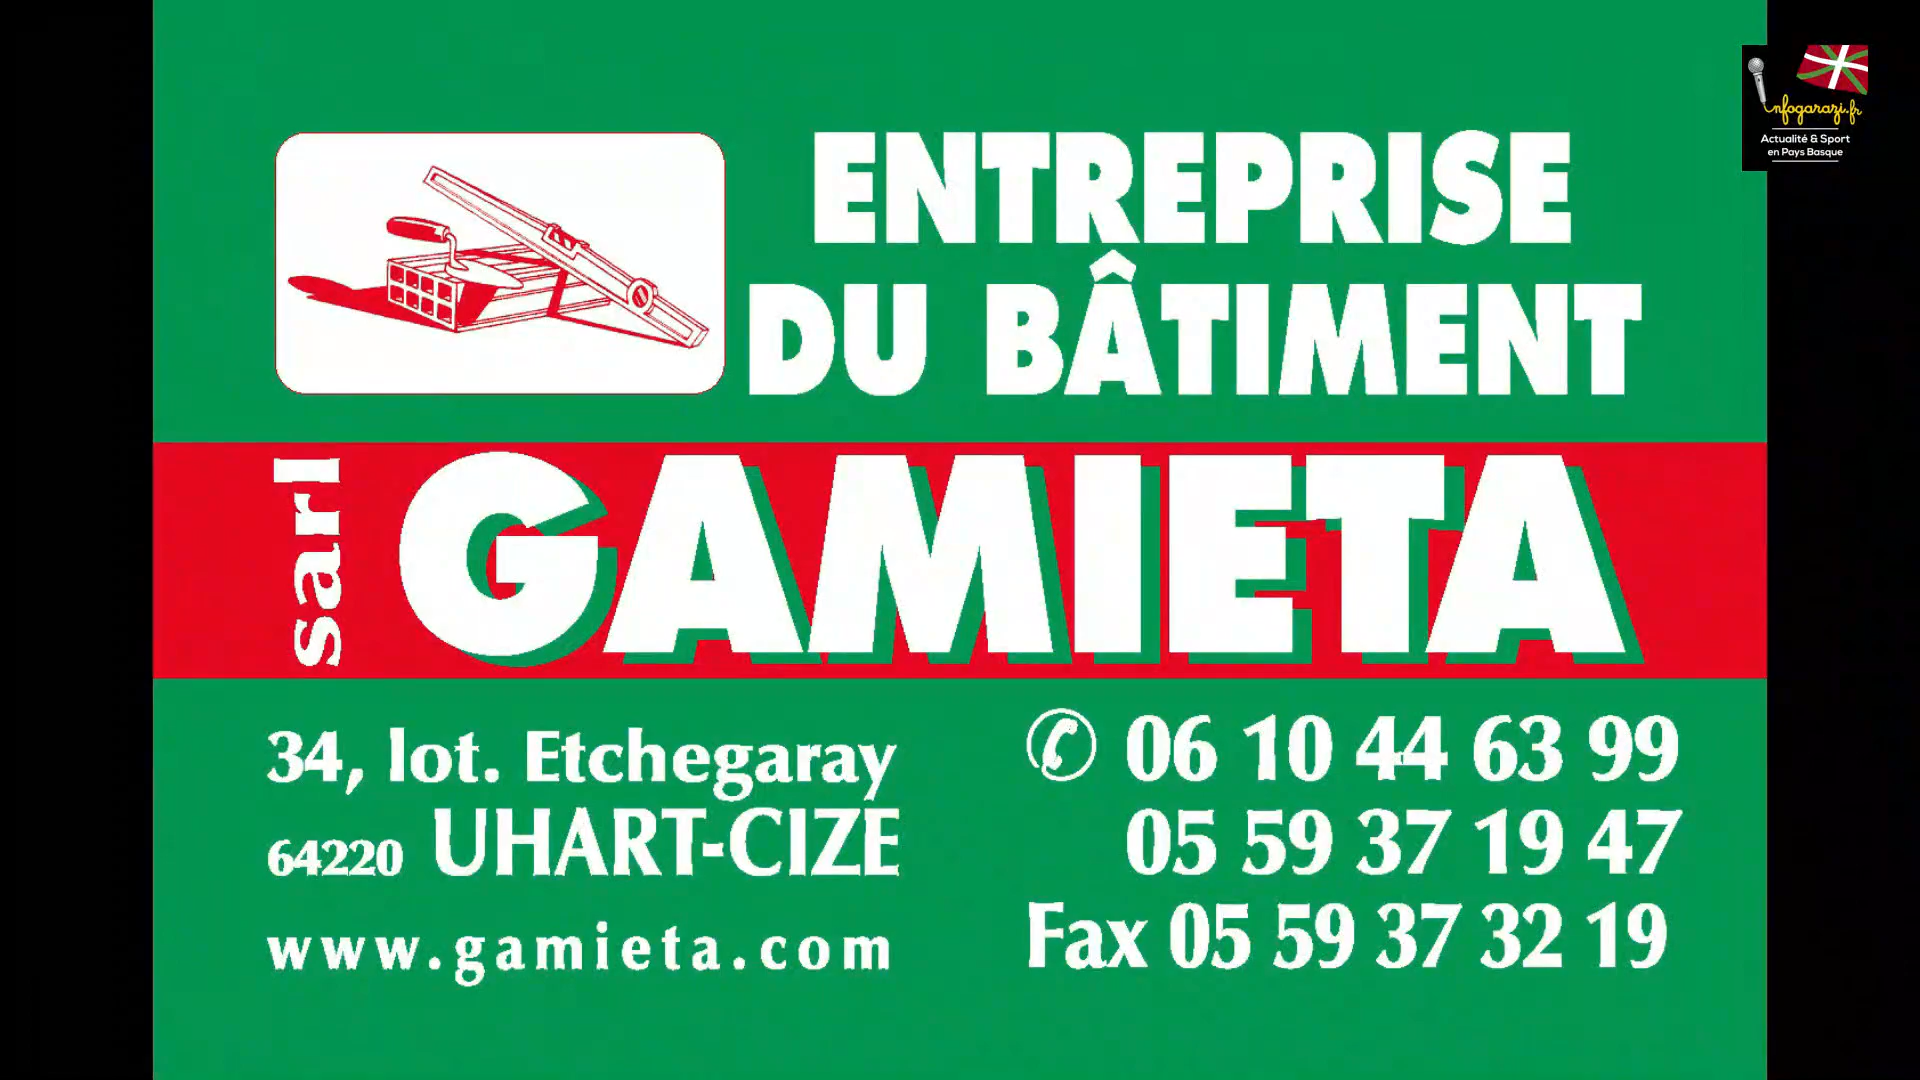 ENTREPRISE
DU BÂTIMENT
sarl GAMIETA
34, lot. Etchegaray
64220 UHART-CIZE
www.gamieta.com
06 10 44 63 99
05 59 37 19 47
Fax 05 59 37 32 19
infogarazi.fr
Actualité & Sport
en Pays Basque